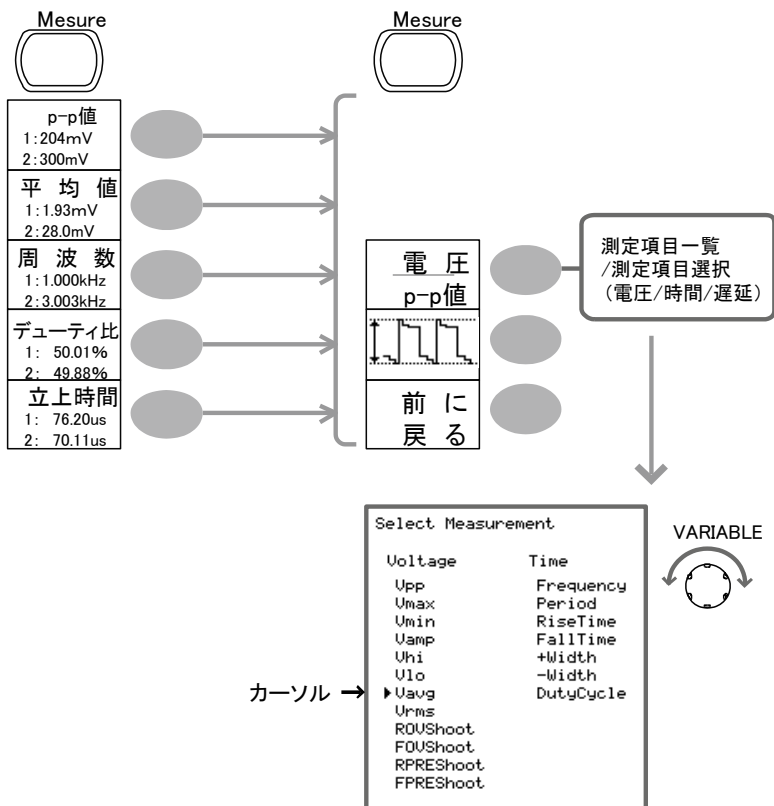 Mesure
p-p値
1:204mV
2:300mV
平 均 値
1:1.93mV
2:28.0mV
周 波 数
1:1.000kHz
2:3.003kHz
デューティ比
1: 50.01%
2: 49.88%
立上時間
1: 76.20us
2: 70.11us
Mesure
電 圧
p-p値
前 に
戻 る
測定項目一覧
/測定項目選択
(電圧/時間/遅延)
Select Measurement
Voltage Time
Vpp Frequency
Vmax Period
Vmin RiseTime
Vamp FallTime
Vhi +Width
Vlo -Width
Vavg DutyCycle
Vrms
ROVShoot
FOVShoot
RPREShoot
FPREShoot
カーソル
VARIABLE